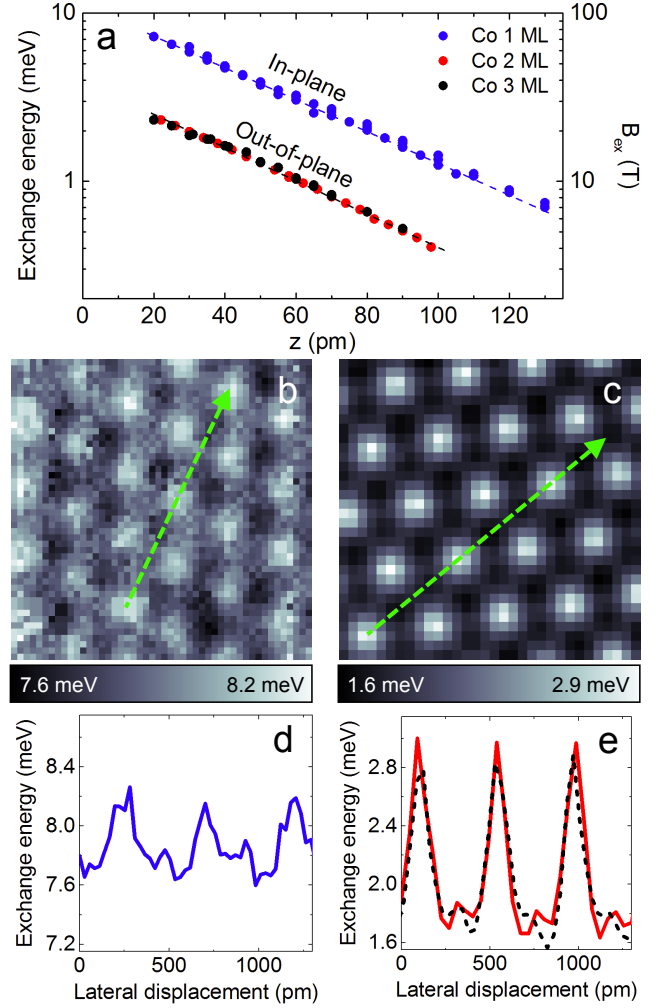 a
Co 1 ML
Co 2 ML
Co 3 ML
In-plane
Out-of-plane
Exchange energy (meV)
10
1
100
10
B_ex (T)
0 20 40 60 80 100 120
z (pm)
b
c
7.6 meV 8.2 meV
1.6 meV 2.9 meV
d
Exchange energy (meV)
8.4
8.0
7.6
7.2
0 500 1000
Lateral displacement (pm)
e
Exchange energy (meV)
2.8
2.4
2.0
1.6
0 500 1000
Lateral displacement (pm)